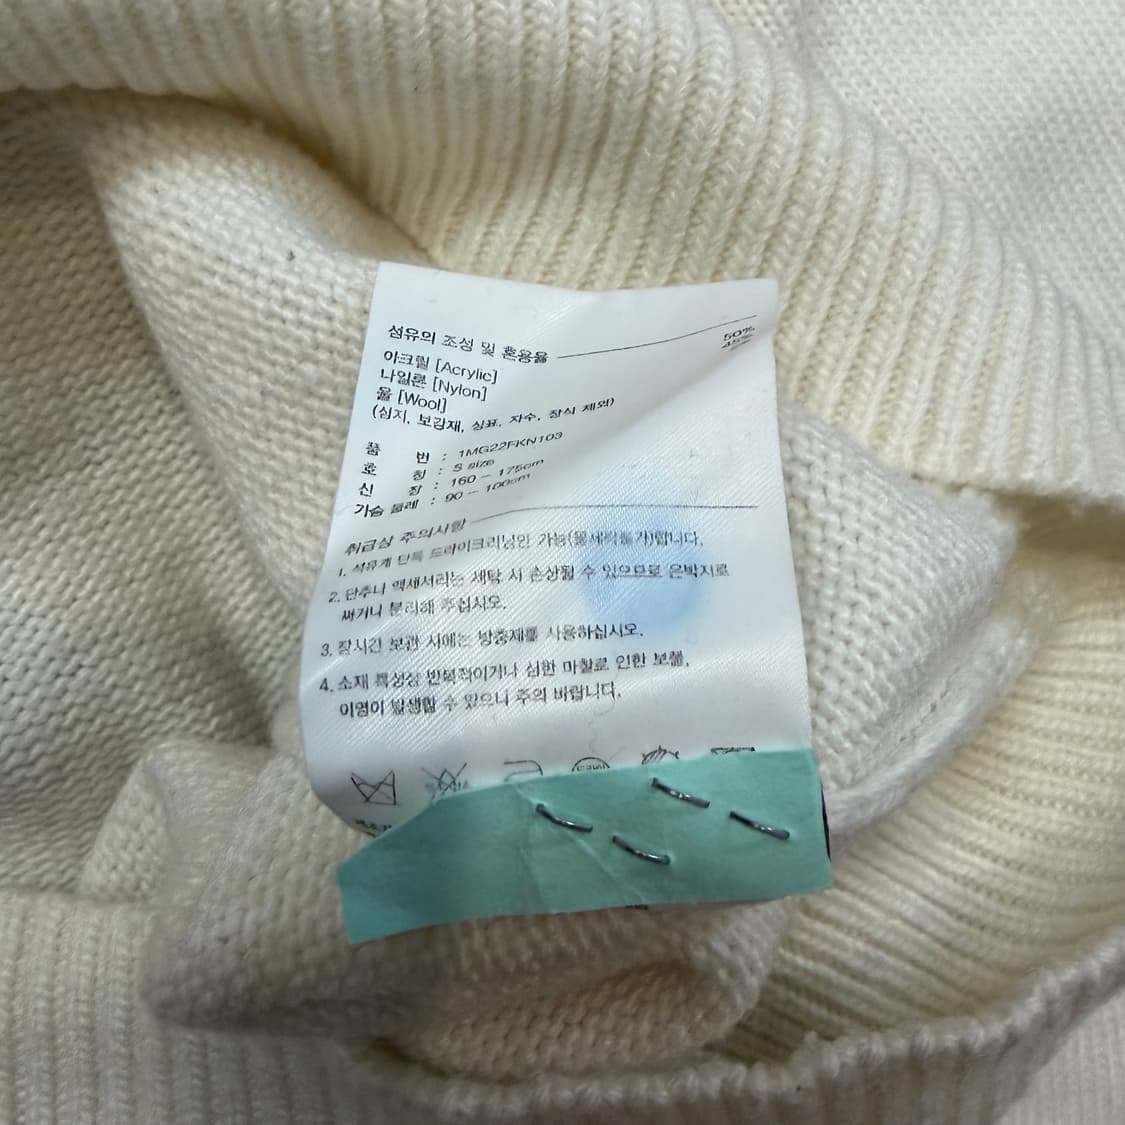 섬유의 조성 및 혼용율
아크릴 [Acrylic] 50%
나일론 [Nylon] 45%
울 [Wool]
(심지, 보강재, 상표, 자수, 장식 제외)
품 번 : 1MG22FKN103
호 칭 : S size
신 장 : 160 - 175cm
가슴 둘레 : 90 - 100cm
취급상 주의사항
1. 석유계 단독 드라이크리닝만 가능(물세탁불가)합니다.
2. 단추나 액세서리는 세탁 시 손상될 수 있으므로 은박지로
싸거나 분리해 주십시오.
3. 장시간 보관 시에는 방충제를 사용하십시오.
4. 소재 특성상 반복적이거나 심한 마찰로 인한 보풀,
이염이 발생할 수 있으니 주의 바랍니다.